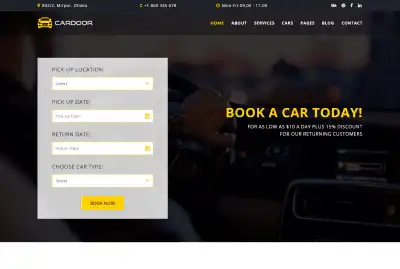 802/2, Mirpur, Dhaka
+1 800 345 678
Mon-Fri 09.00 - 17.00
CARDOOR
HOME ABOUT SERVICES CARS PAGES BLOG CONTACT
PICK-UP LOCATION:
Select
PICK-UP DATE:
Pick-up Date
RETURN DATE:
Return Date
CHOOSE CAR TYPE:
Select
BOOK NOW
BOOK A CAR TODAY!
FOR AS LOW AS $10 A DAY PLUS 15% DISCOUNT
FOR OUR RETURNING CUSTOMERS